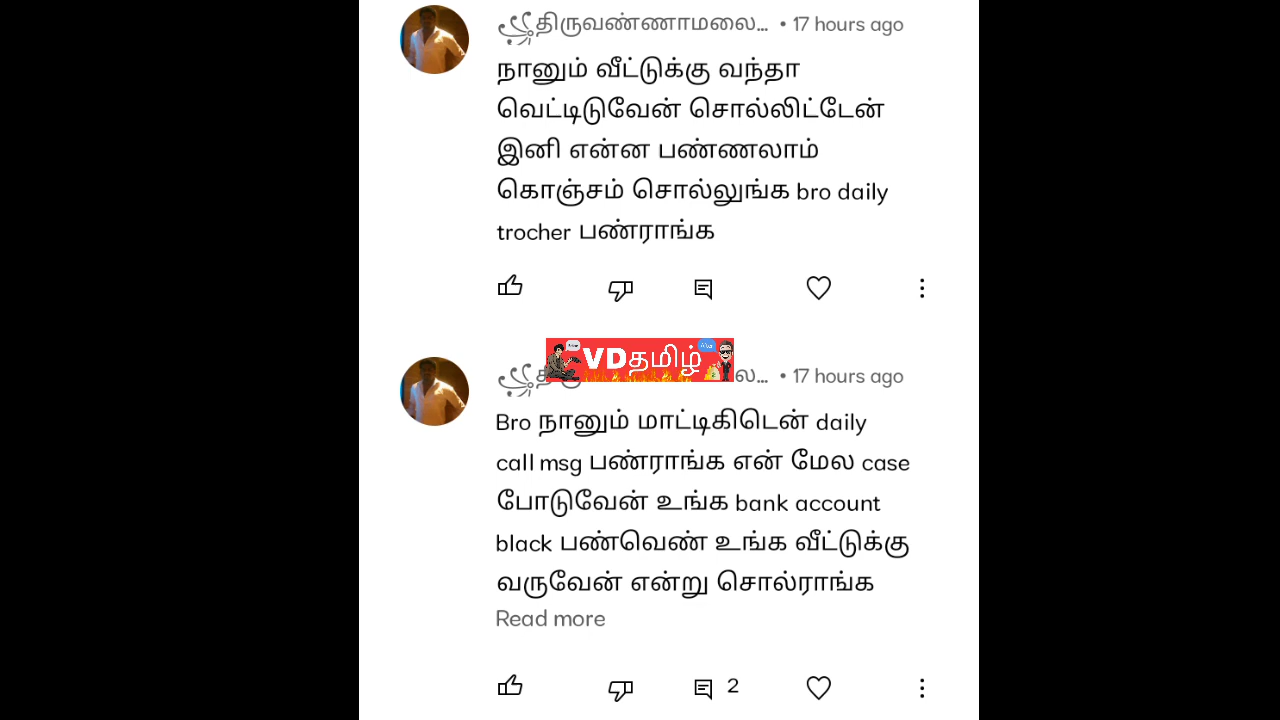 திருவண்ணாமலை... • 17 hours ago
நானும் வீட்டுக்கு வந்தா
வெட்டிடுவேன் சொல்லிட்டேன்
இனி என்ன பண்ணலாம்
கொஞ்சம் சொல்லுங்க bro daily
trocher பண்ராங்க
VDதமிழ்
லை... • 17 hours ago
Bro நானும் மாட்டிகிடென் daily
call msg பண்ராங்க என் மேல case
போடுவேன் உங்க bank account
black பண்வெண் உங்க வீட்டுக்கு
வருவேன் என்று சொல்ராங்க
Read more
2